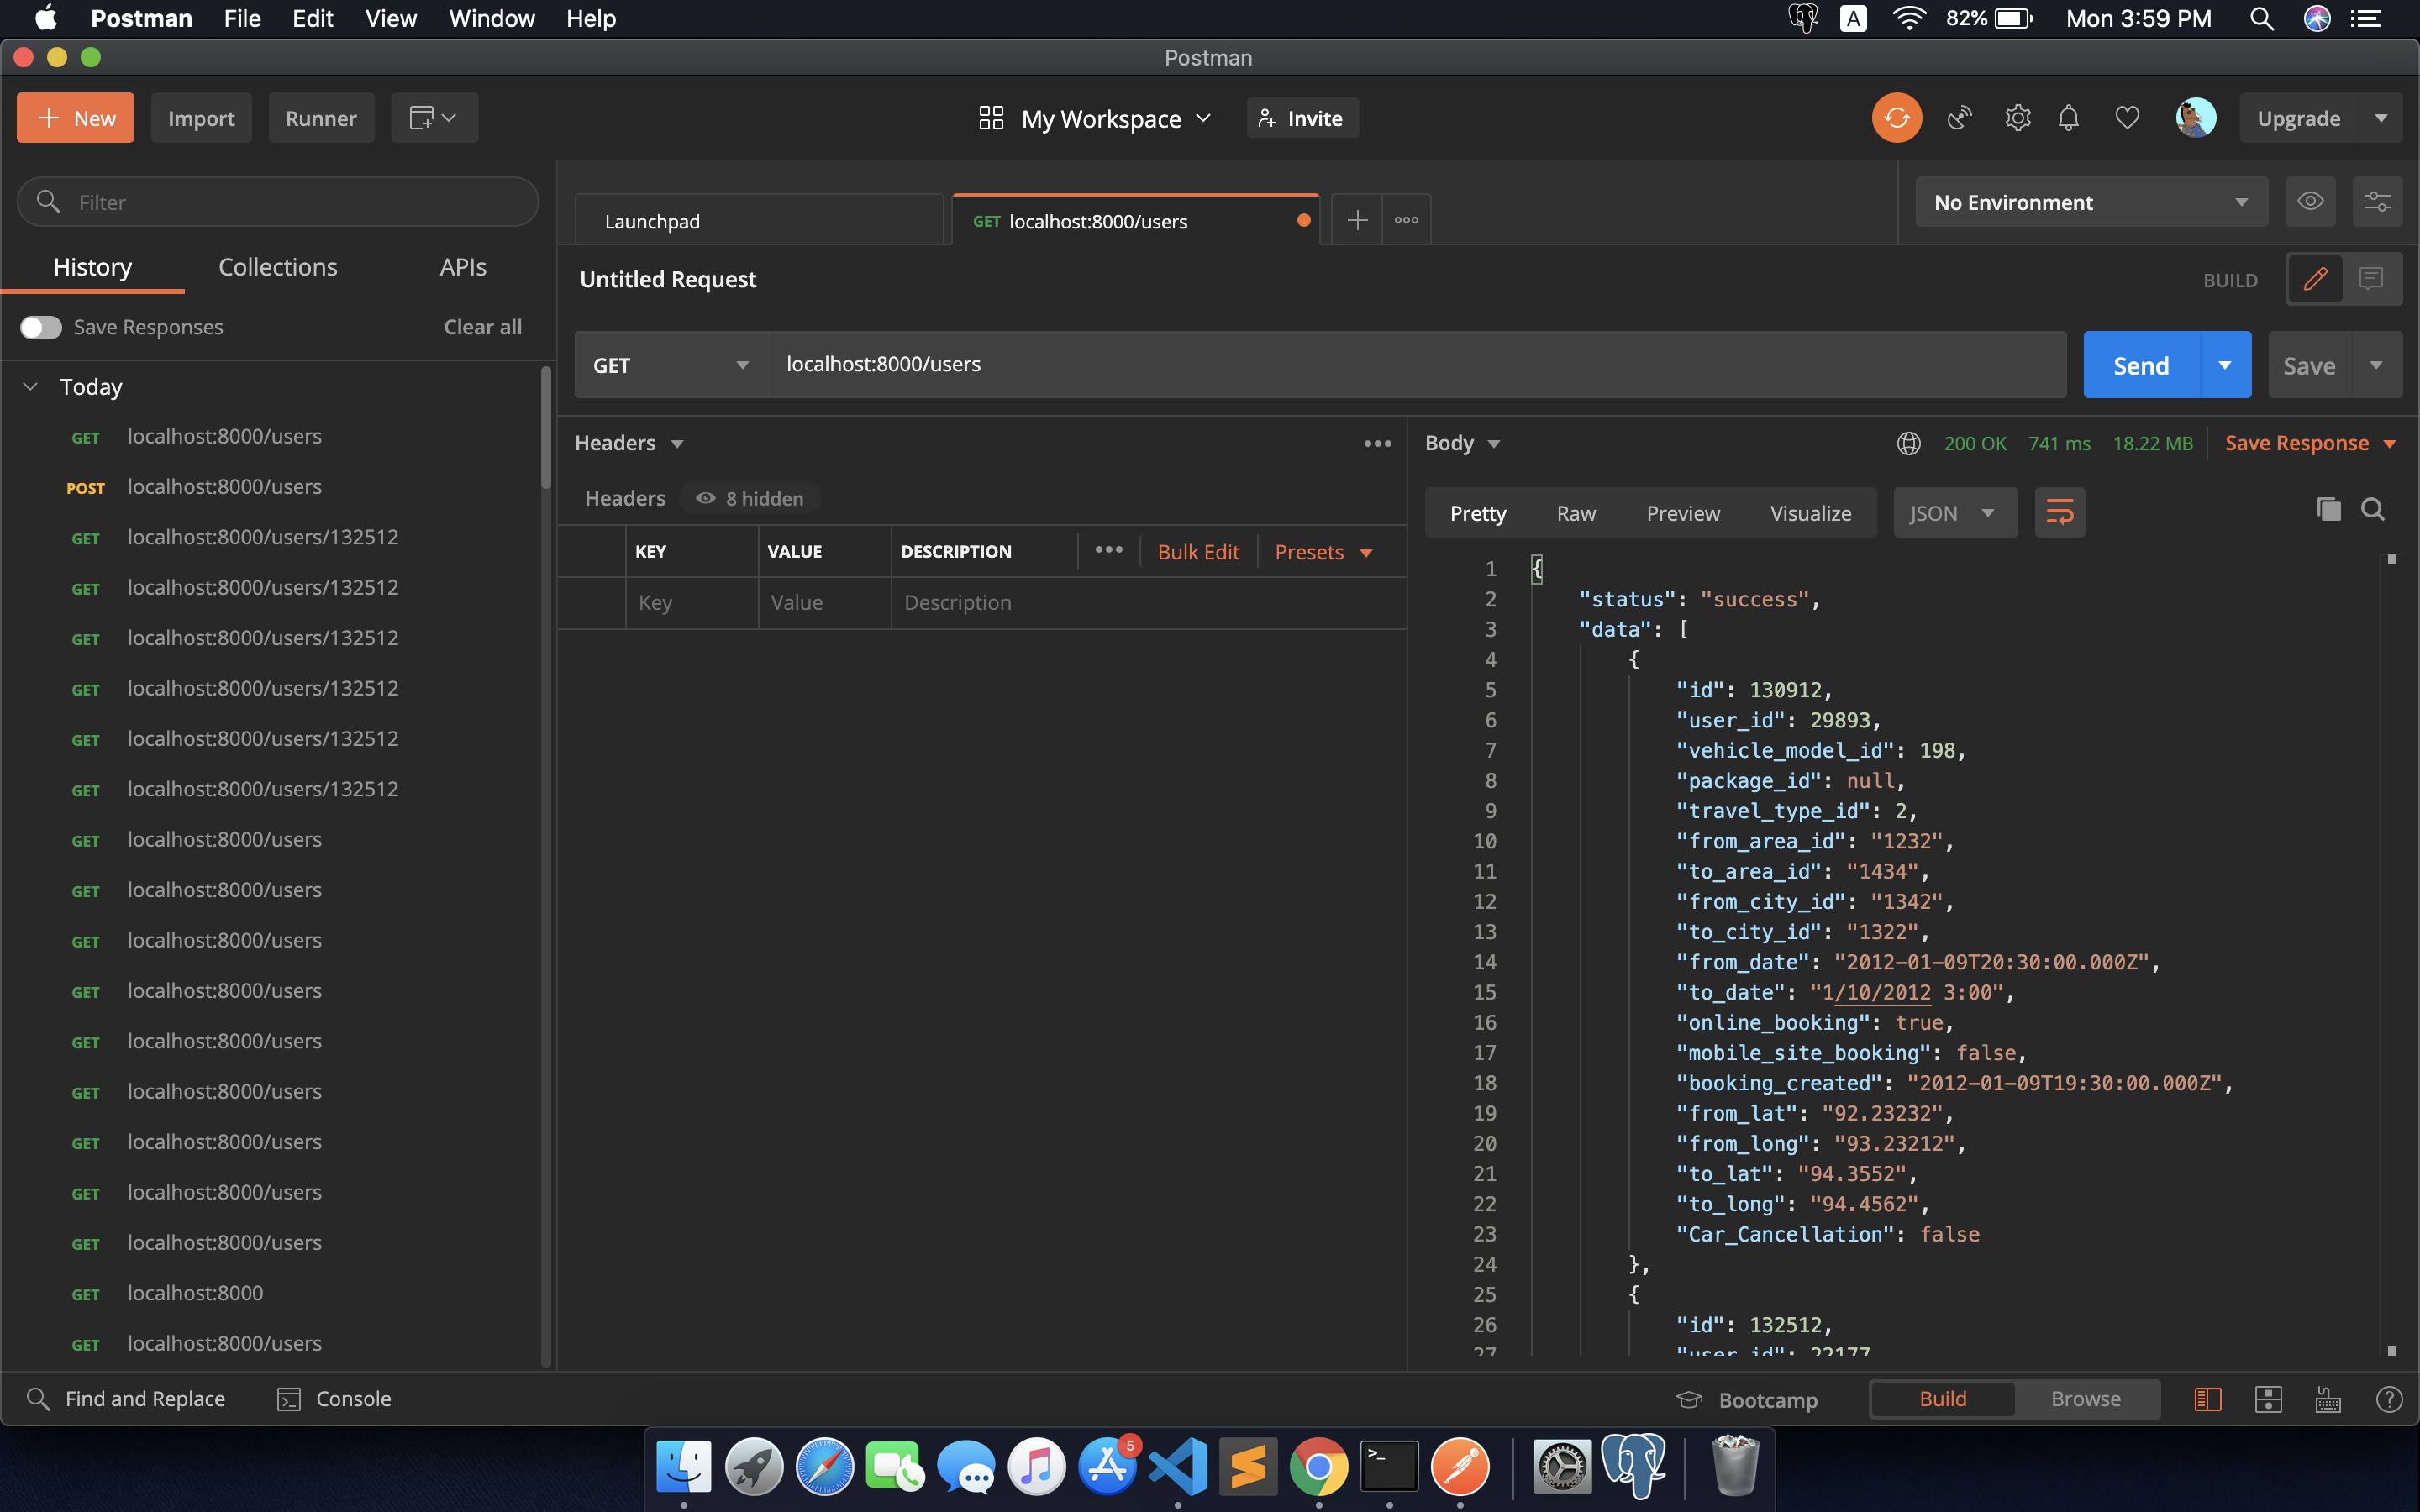 Postman File Edit View Window Help A 82% Mon 3:59 PM
Postman
New Import Runner My Workspace Invite Upgrade
Filter
Launchpad GET localhost:8000/users No Environment
History Collections APIs
Untitled Request BUILD
Save Responses Clear all
GET localhost:8000/users Send Save
Today
GET localhost:8000/users
POST localhost:8000/users
GET localhost:8000/users/132512
GET localhost:8000/users/132512
GET localhost:8000/users/132512
GET localhost:8000/users/132512
GET localhost:8000/users/132512
GET localhost:8000/users/132512
GET localhost:8000/users
GET localhost:8000/users
GET localhost:8000/users
GET localhost:8000/users
GET localhost:8000/users
GET localhost:8000/users
GET localhost:8000/users
GET localhost:8000/users
GET localhost:8000/users
GET localhost:8000
GET localhost:8000/users
Headers
Headers 8 hidden
KEY VALUE DESCRIPTION Bulk Edit Presets
Key Value Description
Body 200 OK 741 ms 18.22 MB Save Response
Pretty Raw Preview Visualize JSON
1 {
2 "status": "success",
3 "data": [
4 {
5 "id": 130912,
6 "user_id": 29893,
7 "vehicle_model_id": 198,
8 "package_id": null,
9 "travel_type_id": 2,
10 "from_area_id": "1232",
11 "to_area_id": "1434",
12 "from_city_id": "1342",
13 "to_city_id": "1322",
14 "from_date": "2012-01-09T20:30:00.000Z",
15 "to_date": "1/10/2012 3:00",
16 "online_booking": true,
17 "mobile_site_booking": false,
18 "booking_created": "2012-01-09T19:30:00.000Z",
19 "from_lat": "92.23232",
20 "from_long": "93.23212",
21 "to_lat": "94.3552",
22 "to_long": "94.4562",
23 "Car_Cancellation": false
24 },
25 {
26 "id": 132512,
27 "user_id": 22177
Find and Replace Console Bootcamp Build Browse
5